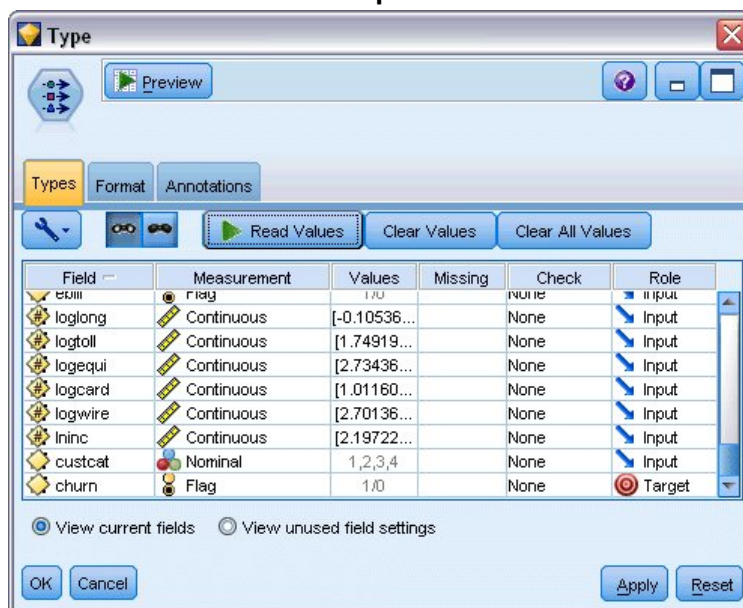 Type
Preview
Types Format Annotations
Read Values Clear Values Clear All Values
Field Measurement Values Missing Check Role
ebill Flag 1/0 None Input
loglong Continuous [-0.10536... None Input
logtoll Continuous [1.74919... None Input
logequi Continuous [2.73436... None Input
logcard Continuous [1.01160... None Input
logwire Continuous [2.70136... None Input
lninc Continuous [2.19722... None Input
custcat Nominal 1,2,3,4 None Input
churn Flag 1/0 None Target
View current fields View unused field settings
OK Cancel Apply Reset